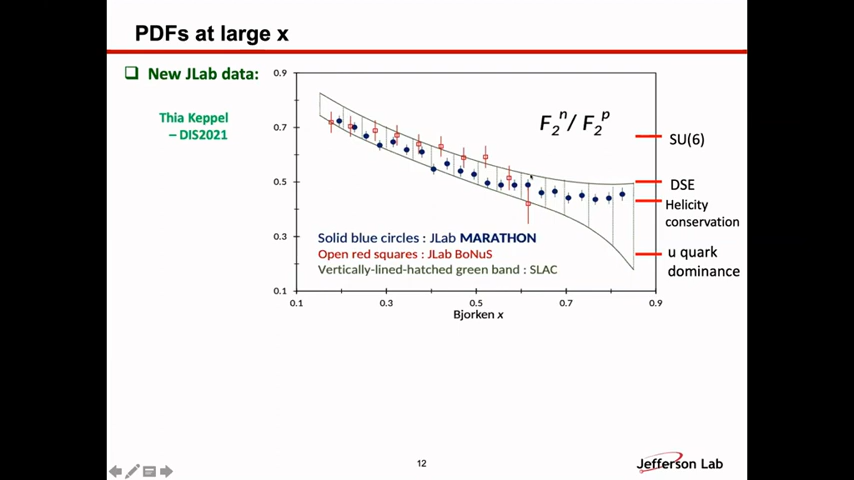 PDFs at large x
New JLab data:
Thia Keppel
– DIS2021
0.9
0.7
0.5
0.3
0.1
F₂ⁿ/ F₂ᵖ
SU(6)
DSE
Helicity
conservation
u quark
dominance
Solid blue circles : JLab MARATHON
Open red squares : JLab BoNuS
Vertically-lined-hatched green band : SLAC
0.1 0.3 0.5 0.7 0.9
Bjorken x
12
Jefferson Lab